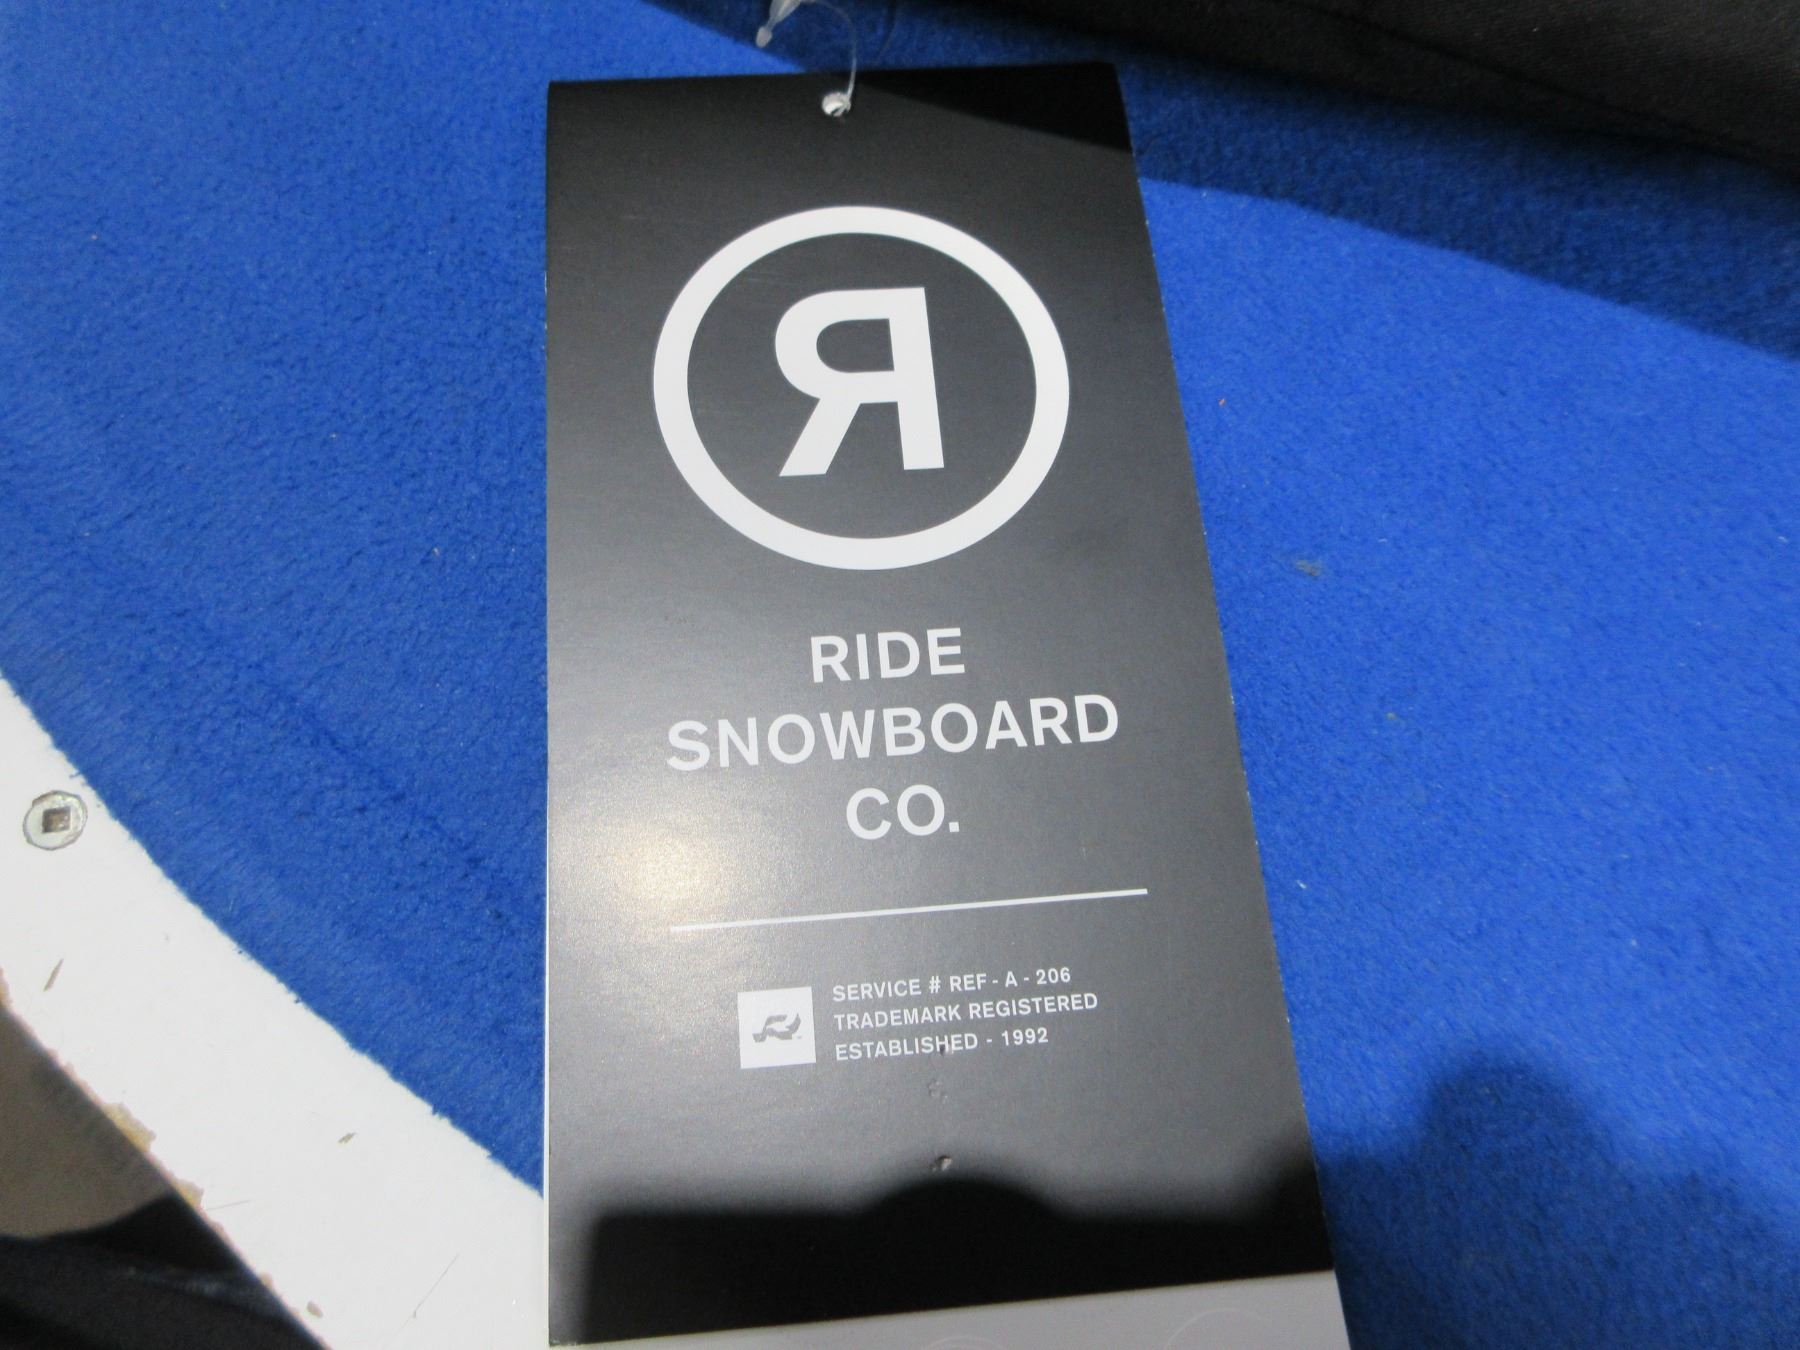 R
RIDE
SNOWBOARD
CO.
SERVICE # REF - A - 206
TRADEMARK REGISTERED
ESTABLISHED - 1992